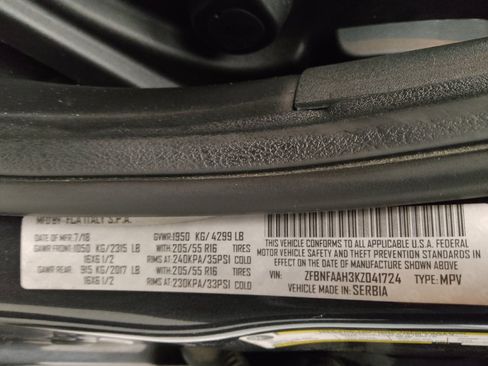 MFD BY: FCA ITALY S.P.A.
DATE OF MFR: 7/18 GVWR: 1950 KG/4299 LB
GAWR FRONT: 1050 KG/2315 LB WITH: 205/55 R16 TIRES
16X6 1/2 RIMS AT: 240KPA/35PSI COLD
GAWR REAR: 915 KG/2017 LB WITH: 205/55 R16 TIRES
16X6 1/2 RIMS AT: 230KPA/33PSI COLD
THIS VEHICLE CONFORMS TO ALL APPLICABLE U.S.A. FEDERAL
MOTOR VEHICLE SAFETY, BUMPER, AND THEFT PREVENTION STANDARDS
IN EFFECT ON THE DATE OF MANUFACTURE SHOWN ABOVE.
VIN: ZFBNFAAH3KZ041724 TYPE: MPV
VEHICLE MADE IN: SERBIA